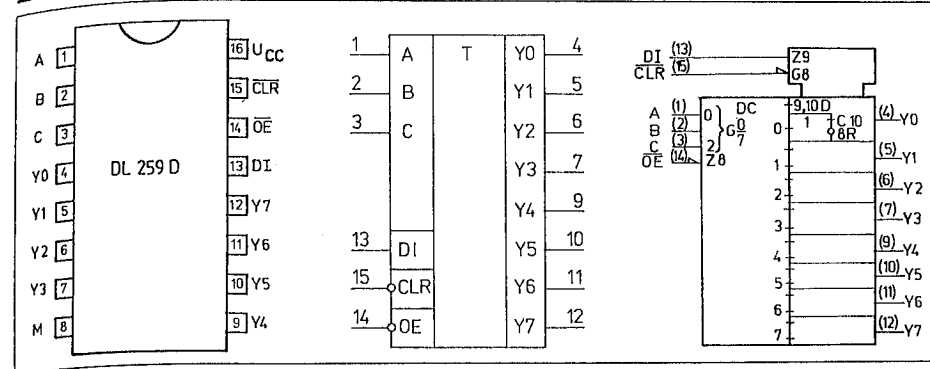 A 1
B 2
C 3
Y0 4
Y1 5
Y2 6
Y3 7
M 8
DL 259 D
16 UCC
15 CLR
14 OE
13 DI
12 Y7
11 Y6
10 Y5
9 Y4
1 A T Y0 4
2 B Y1 5
3 C Y2 6
Y3 7
Y4 9
13 DI Y5 10
15 CLR Y6 11
14 OE Y7 12
DI (13) Z9
CLR (15) G8
A (1) 0 DC 9,10D (4) Y0
B (2) G 0/7 0 1 C10
C (3) 2 8R
OE (14) Z8
1 (5) Y1
2 (6) Y2
3 (7) Y3
4 (9) Y4
5 (10) Y5
6 (11) Y6
7 (12) Y7